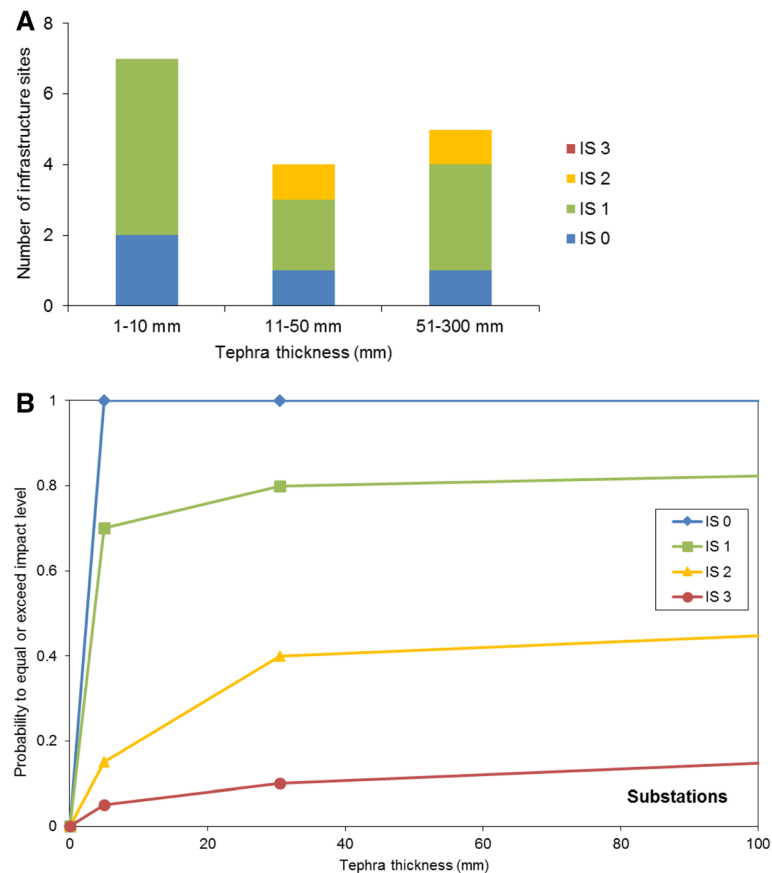 A
8
6
4
2
0
Number of infrastructure sites
1-10 mm
11-50 mm
51-300 mm
Tephra thickness (mm)
IS 3
IS 2
IS 1
IS 0
B
1
0.8
0.6
0.4
0.2
0
Probability to equal or exceed impact level
IS 0
IS 1
IS 2
IS 3
Substations
0
20
40
60
80
100
Tephra thickness (mm)